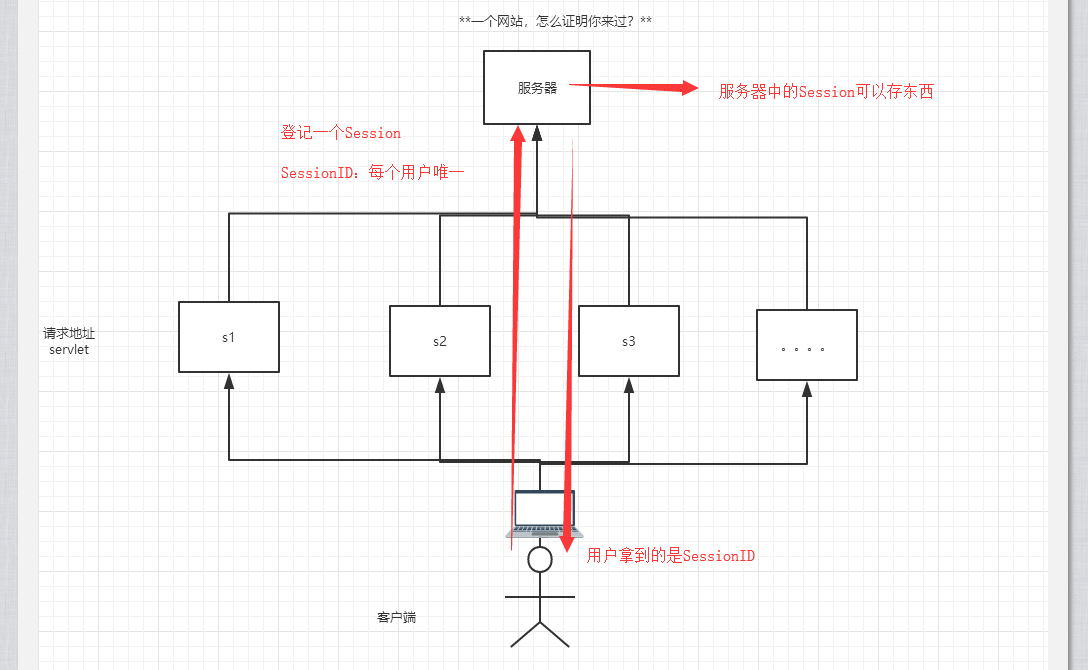 **一个网站，怎么证明你来过？**
服务器
服务器中的Session可以存东西
登记一个Session
SessionID：每个用户唯一
请求地址
servlet
s1
s2
s3
。。。。
用户拿到的是SessionID
客户端